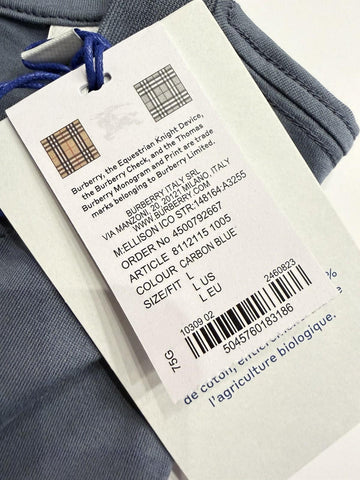 Burberry, the Equestrian Knight Device,
the Burberry Check, and the Thomas
Burberry Monogram and Print are trade
marks belonging to Burberry Limited.
BURBERRY ITALY SRL
VIA MANZONI, 20, 20121 MILANO, ITALY
WWW.BURBERRY.COM
M:ELLISON ICO STR:148164-A3255
ORDER NO 4500792667
ARTICLE 8112115 1005
COLOUR CARBON BLUE
SIZE/FIT L
L US
L EU
2460823
10309 02
75G
5045760183186
%
de coton, entièrement
l'agriculture biologique.